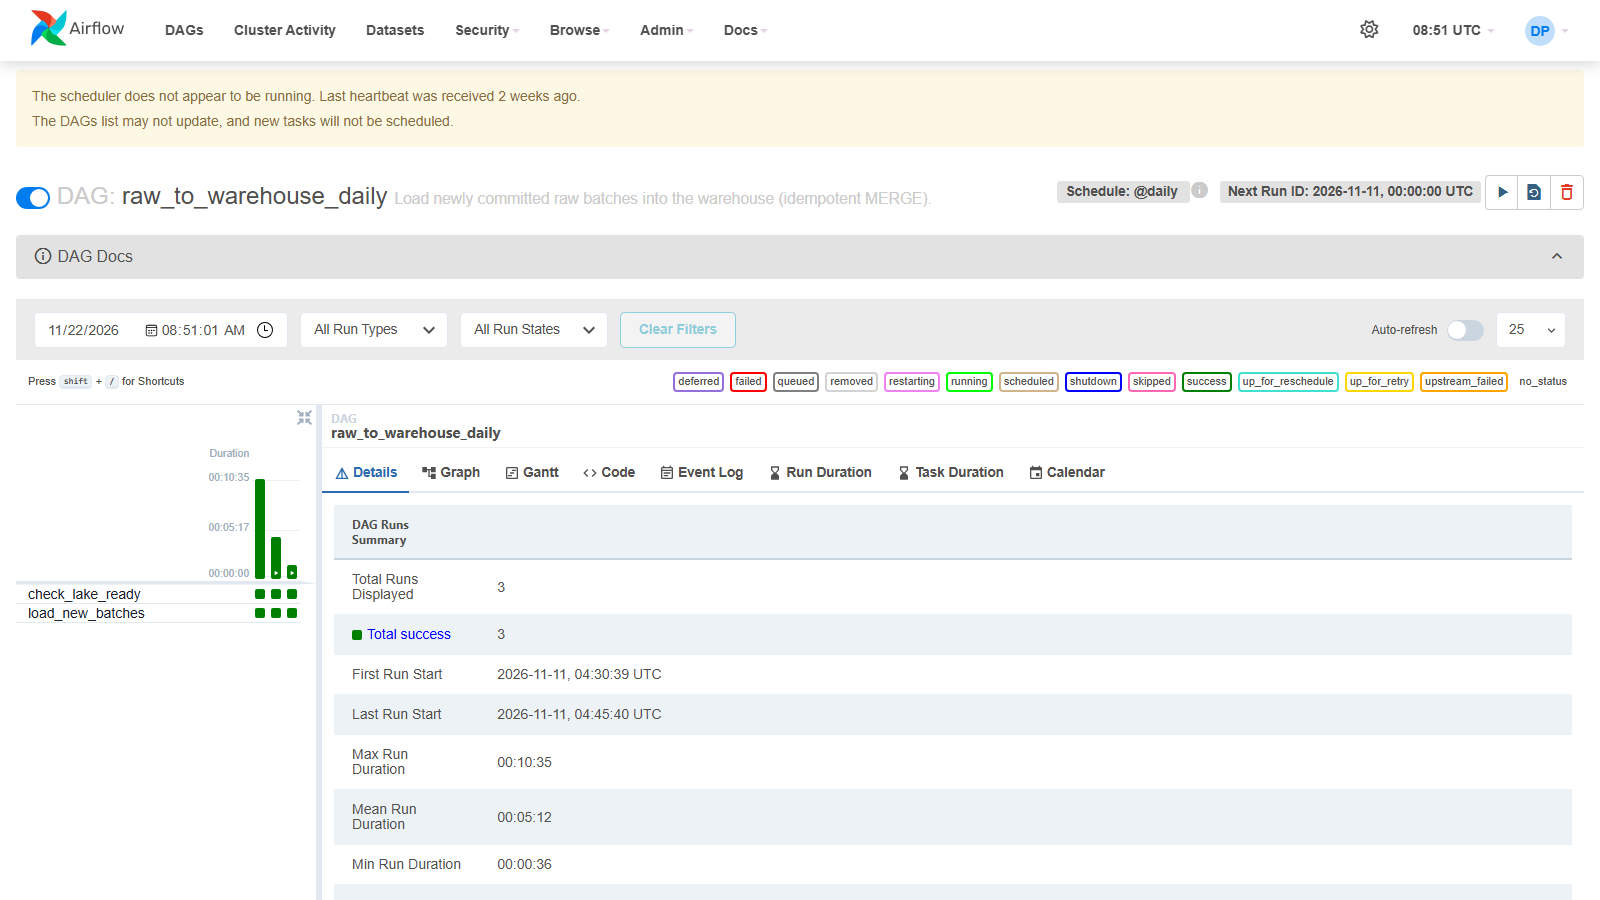 Airflow
DAGs Cluster Activity Datasets Security Browse Admin Docs 08:51 UTC DP
The scheduler does not appear to be running. Last heartbeat was received 2 weeks ago.
The DAGs list may not update, and new tasks will not be scheduled.
DAG: raw_to_warehouse_daily Load newly committed raw batches into the warehouse (idempotent MERGE). Schedule: @daily Next Run ID: 2026-11-11, 00:00:00 UTC
DAG Docs
11/22/2026 08:51:01 AM All Run Types All Run States Clear Filters Auto-refresh 25
Press shift + / for Shortcuts deferred failed queued removed restarting running scheduled shutdown skipped success up_for_reschedule up_for_retry upstream_failed no_status
DAG
raw_to_warehouse_daily
Duration
00:10:35
00:05:17
00:00:00
check_lake_ready
load_new_batches
Details Graph Gantt Code Event Log Run Duration Task Duration Calendar
DAG Runs
Summary
Total Runs
Displayed
3
Total success 3
First Run Start 2026-11-11, 04:30:39 UTC
Last Run Start 2026-11-11, 04:45:40 UTC
Max Run
Duration
00:10:35
Mean Run
Duration
00:05:12
Min Run Duration 00:00:36